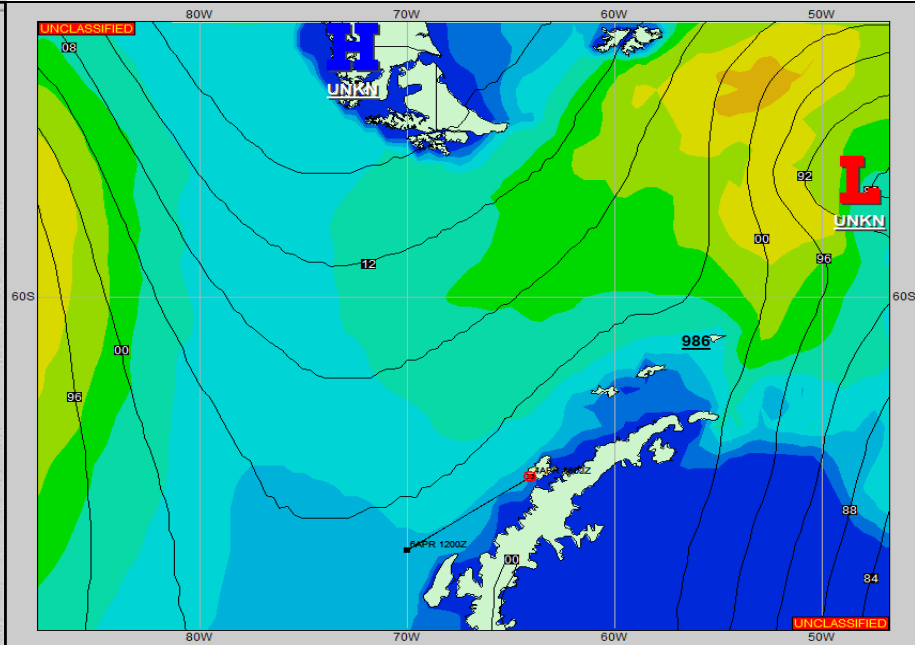 80W 70W 60W 50W
UNCLASSIFIED
08
H
UNKN
92
L
UNKN
00
96
12
60S 60S
986
00
96
4APR
6APR 1200Z
00
88
84
UNCLASSIFIED
80W 70W 60W 50W